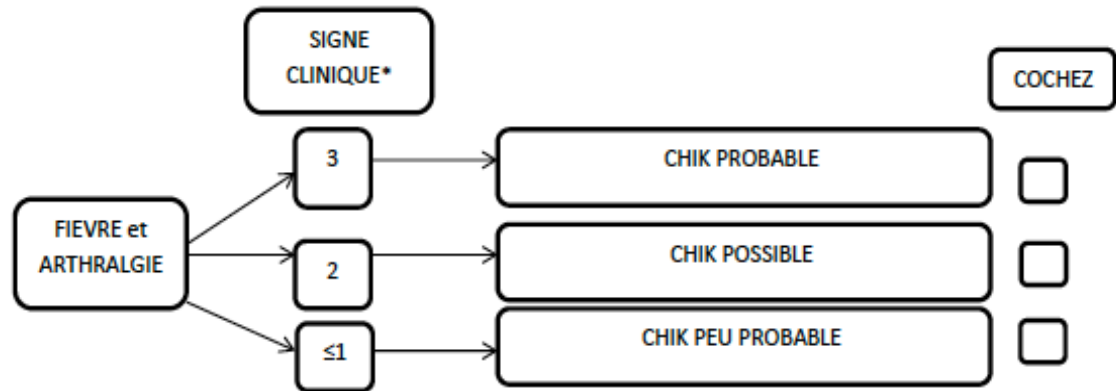 SIGNE
CLINIQUE*
COCHEZ
3
CHIK PROBABLE
FIEVRE et
ARTHRALGIE
2
CHIK POSSIBLE
≤1
CHIK PEU PROBABLE